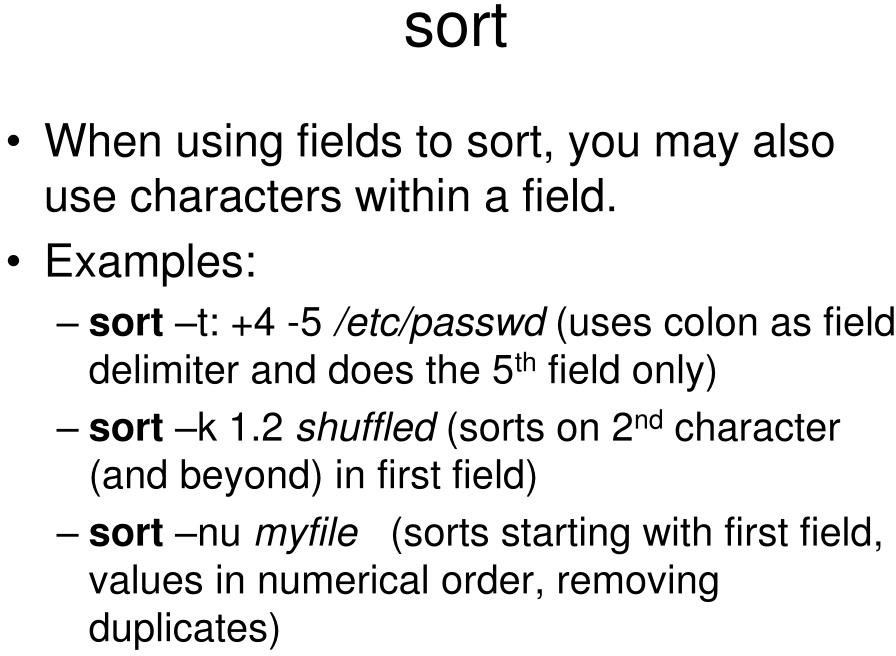 sort
• When using fields to sort, you may also
use characters within a field.
• Examples:
– sort –t: +4 -5 /etc/passwd (uses colon as field
delimiter and does the 5th field only)
– sort –k 1.2 shuffled (sorts on 2nd character
(and beyond) in first field)
– sort –nu myfile (sorts starting with first field,
values in numerical order, removing
duplicates)